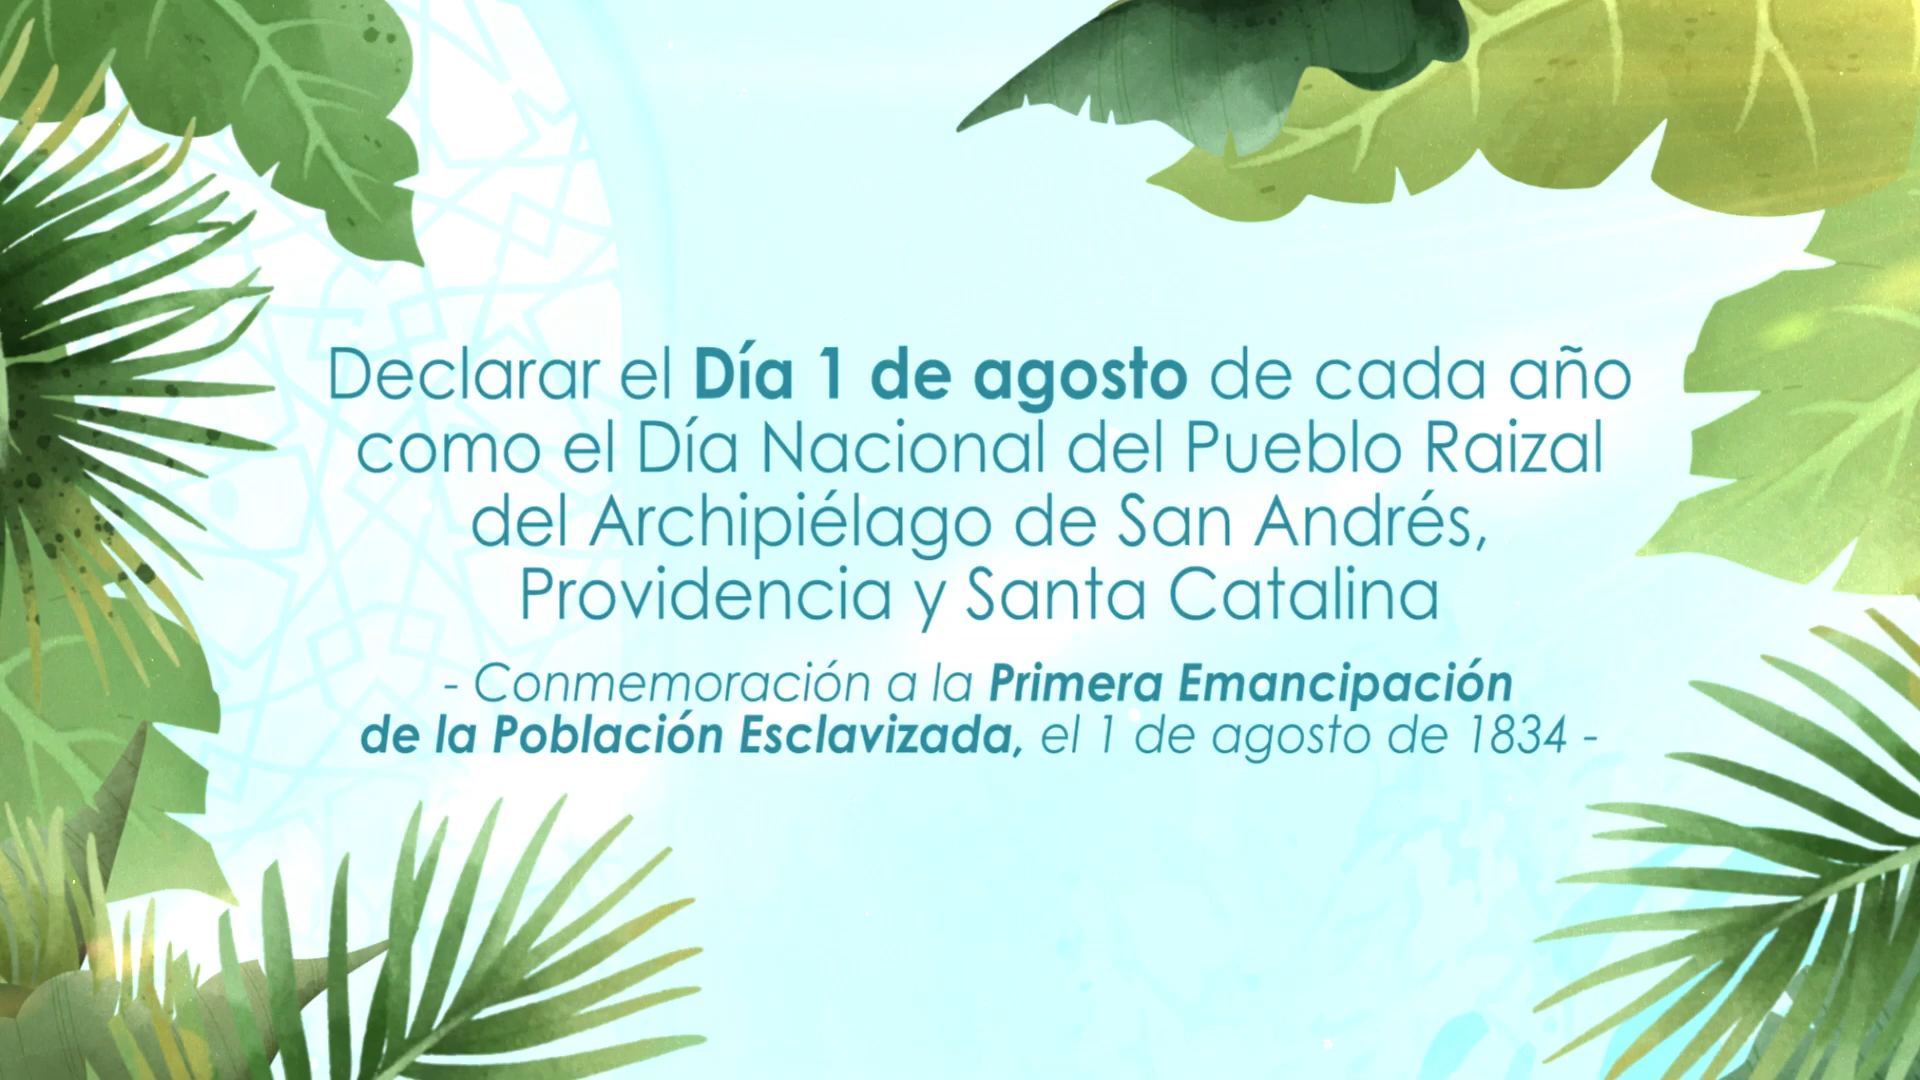 Declarar el Día 1 de agosto de cada año
como el Día Nacional del Pueblo Raizal
del Archipiélago de San Andrés,
Providencia y Santa Catalina
- Conmemoración a la Primera Emancipación
de la Población Esclavizada, el 1 de agosto de 1834 -